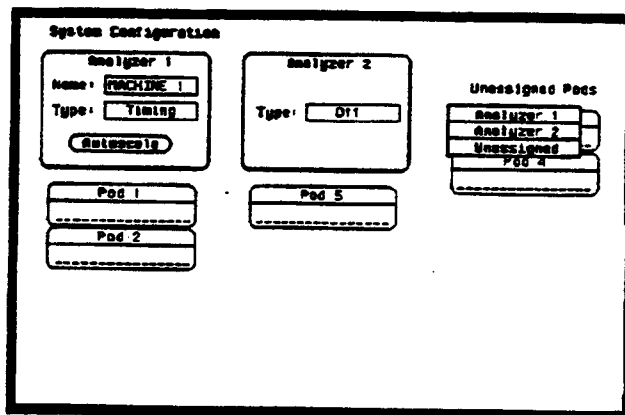 System Configuration
Analyzer 1
Name: MACHINE 1
Type: Timing
Autoscale
Analyzer 2
Type: Off
Unassigned Pods
Analyzer 1
Analyzer 2
Unassigned
Pod 4
Pod 1
Pod 2
Pod 5